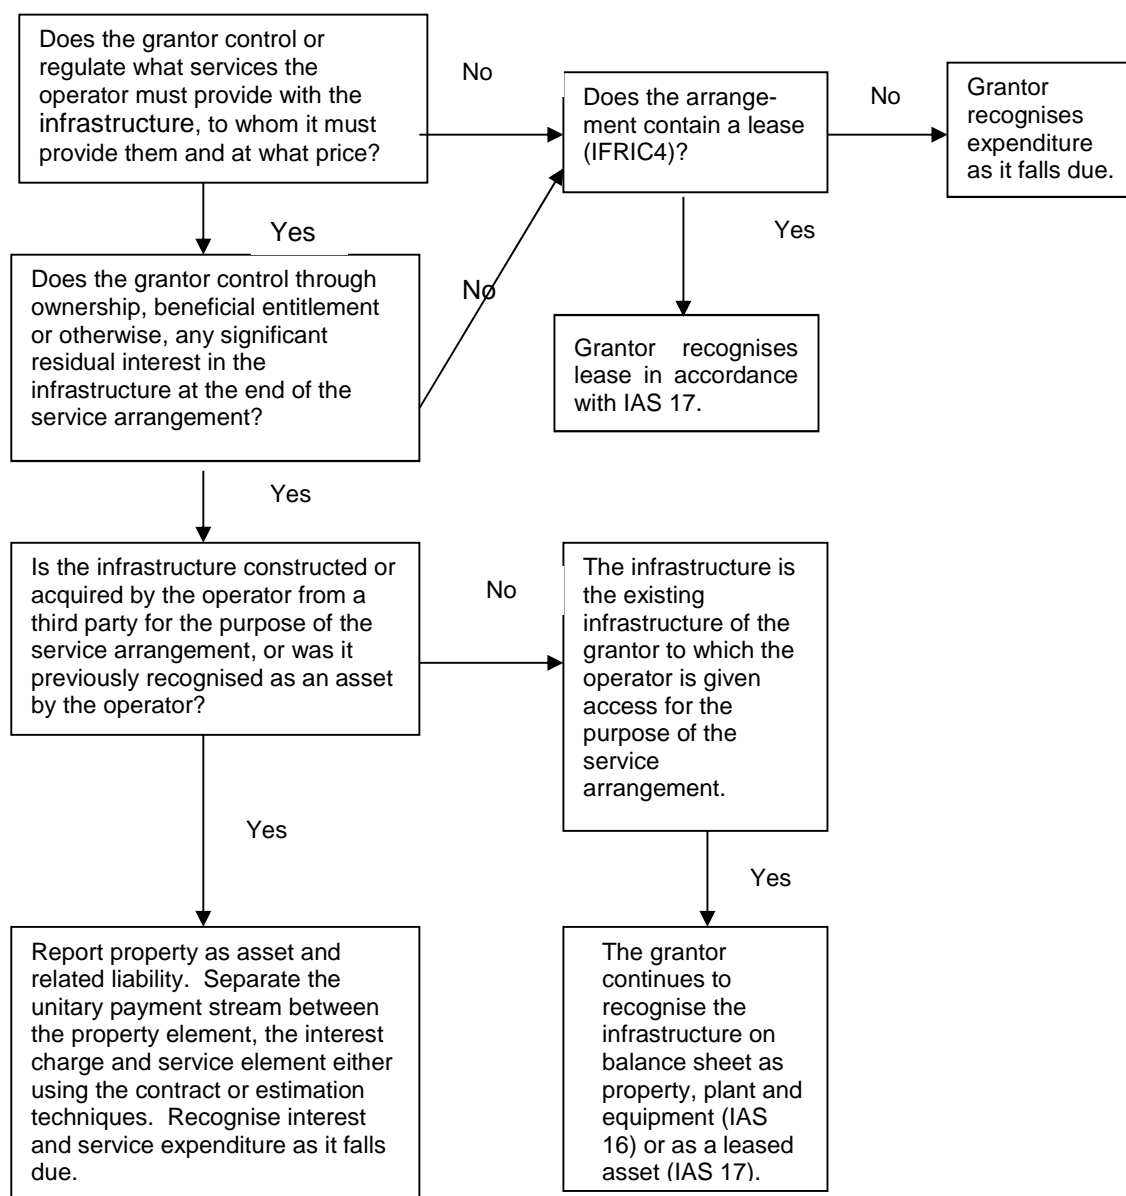 Does the grantor control or
regulate what services the
operator must provide with the
infrastructure, to whom it must
provide them and at what price?
No
Does the arrange-
ment contain a lease
(IFRIC4)?
No
Grantor
recognises
expenditure
as it falls due.
Yes
Yes
Does the grantor control through
ownership, beneficial entitlement
or otherwise, any significant
residual interest in the
infrastructure at the end of the
service arrangement?
No
Grantor recognises
lease in accordance
with IAS 17.
Yes
Is the infrastructure constructed or
acquired by the operator from a
third party for the purpose of the
service arrangement, or was it
previously recognised as an asset
by the operator?
No
The infrastructure is
the existing
infrastructure of the
grantor to which the
operator is given
access for the
purpose of the
service
arrangement.
Yes
Yes
Report property as asset and
related liability.  Separate the
unitary payment stream between
the property element, the interest
charge and service element either
using the contract or estimation
techniques.  Recognise interest
and service expenditure as it falls
due.
The grantor
continues to
recognise the
infrastructure on
balance sheet as
property, plant and
equipment (IAS
16) or as a leased
asset (IAS 17).